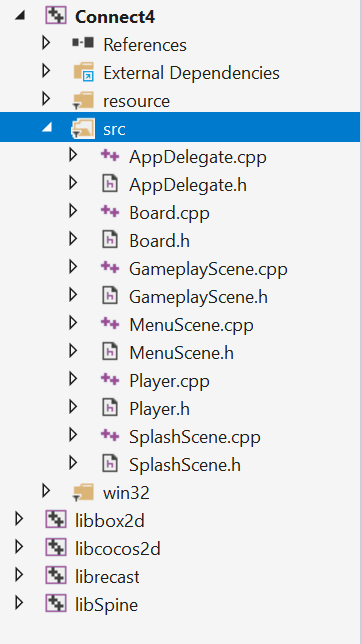 Connect4
References
External Dependencies
resource
src
AppDelegate.cpp
AppDelegate.h
Board.cpp
Board.h
GameplayScene.cpp
GameplayScene.h
MenuScene.cpp
MenuScene.h
Player.cpp
Player.h
SplashScene.cpp
SplashScene.h
win32
libbox2d
libcocos2d
librecast
libSpine